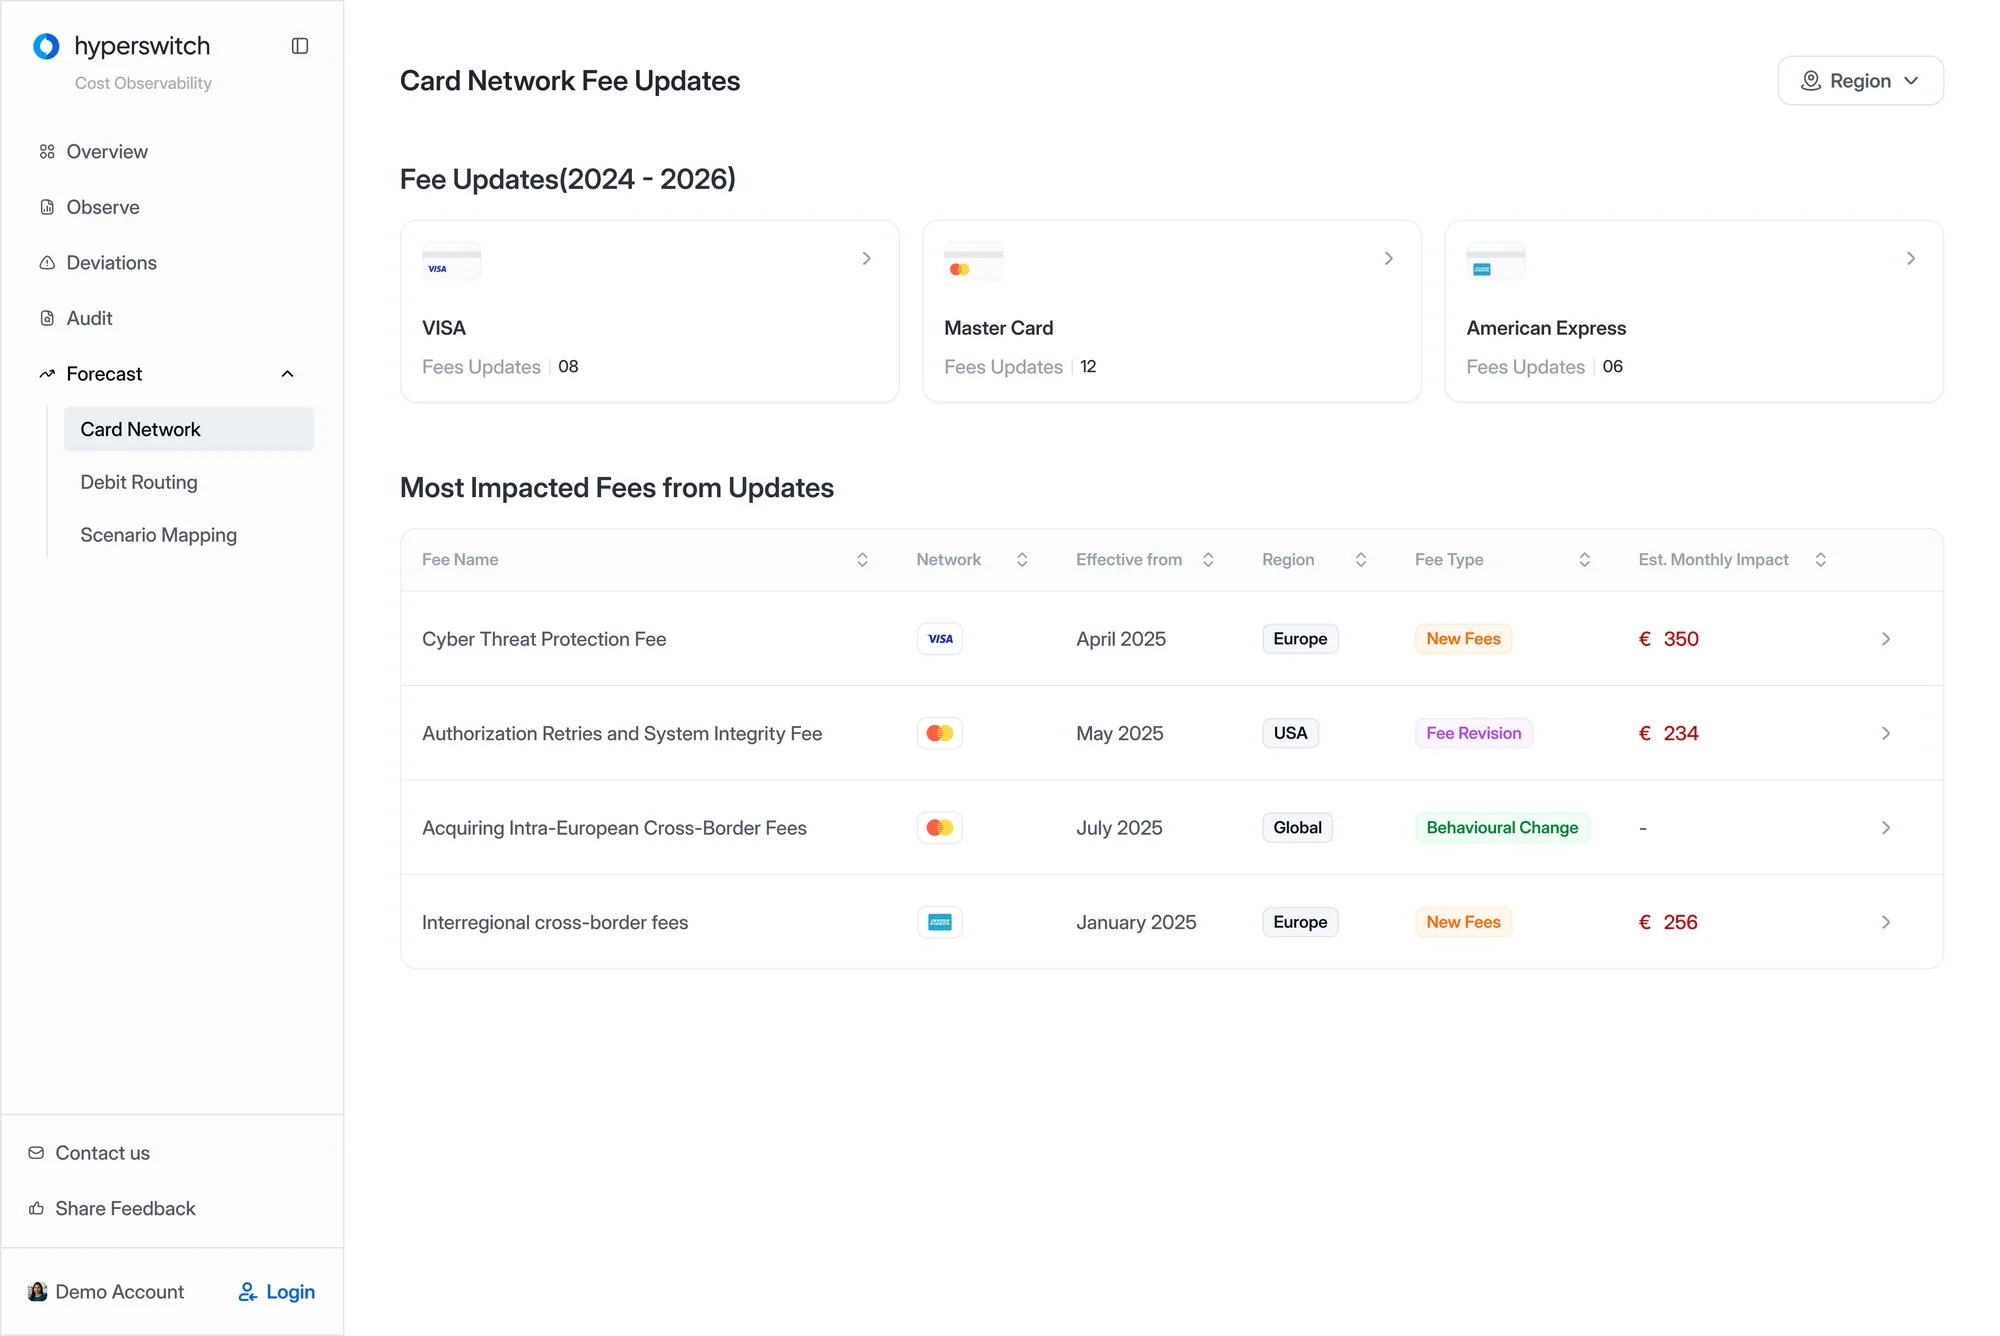 hyperswitch
Cost Observability
Overview
Observe
Deviations
Audit
Forecast
Card Network
Debit Routing
Scenario Mapping
Contact us
Share Feedback
Demo Account Login
Card Network Fee Updates
Region
Fee Updates(2024 - 2026)
VISA
VISA
Fees Updates 08
Master Card
Fees Updates 12
American Express
Fees Updates 06
Most Impacted Fees from Updates
Fee Name Network Effective from Region Fee Type Est. Monthly Impact
Cyber Threat Protection Fee VISA April 2025 Europe New Fees € 350
Authorization Retries and System Integrity Fee May 2025 USA Fee Revision € 234
Acquiring Intra-European Cross-Border Fees July 2025 Global Behavioural Change -
Interregional cross-border fees January 2025 Europe New Fees € 256